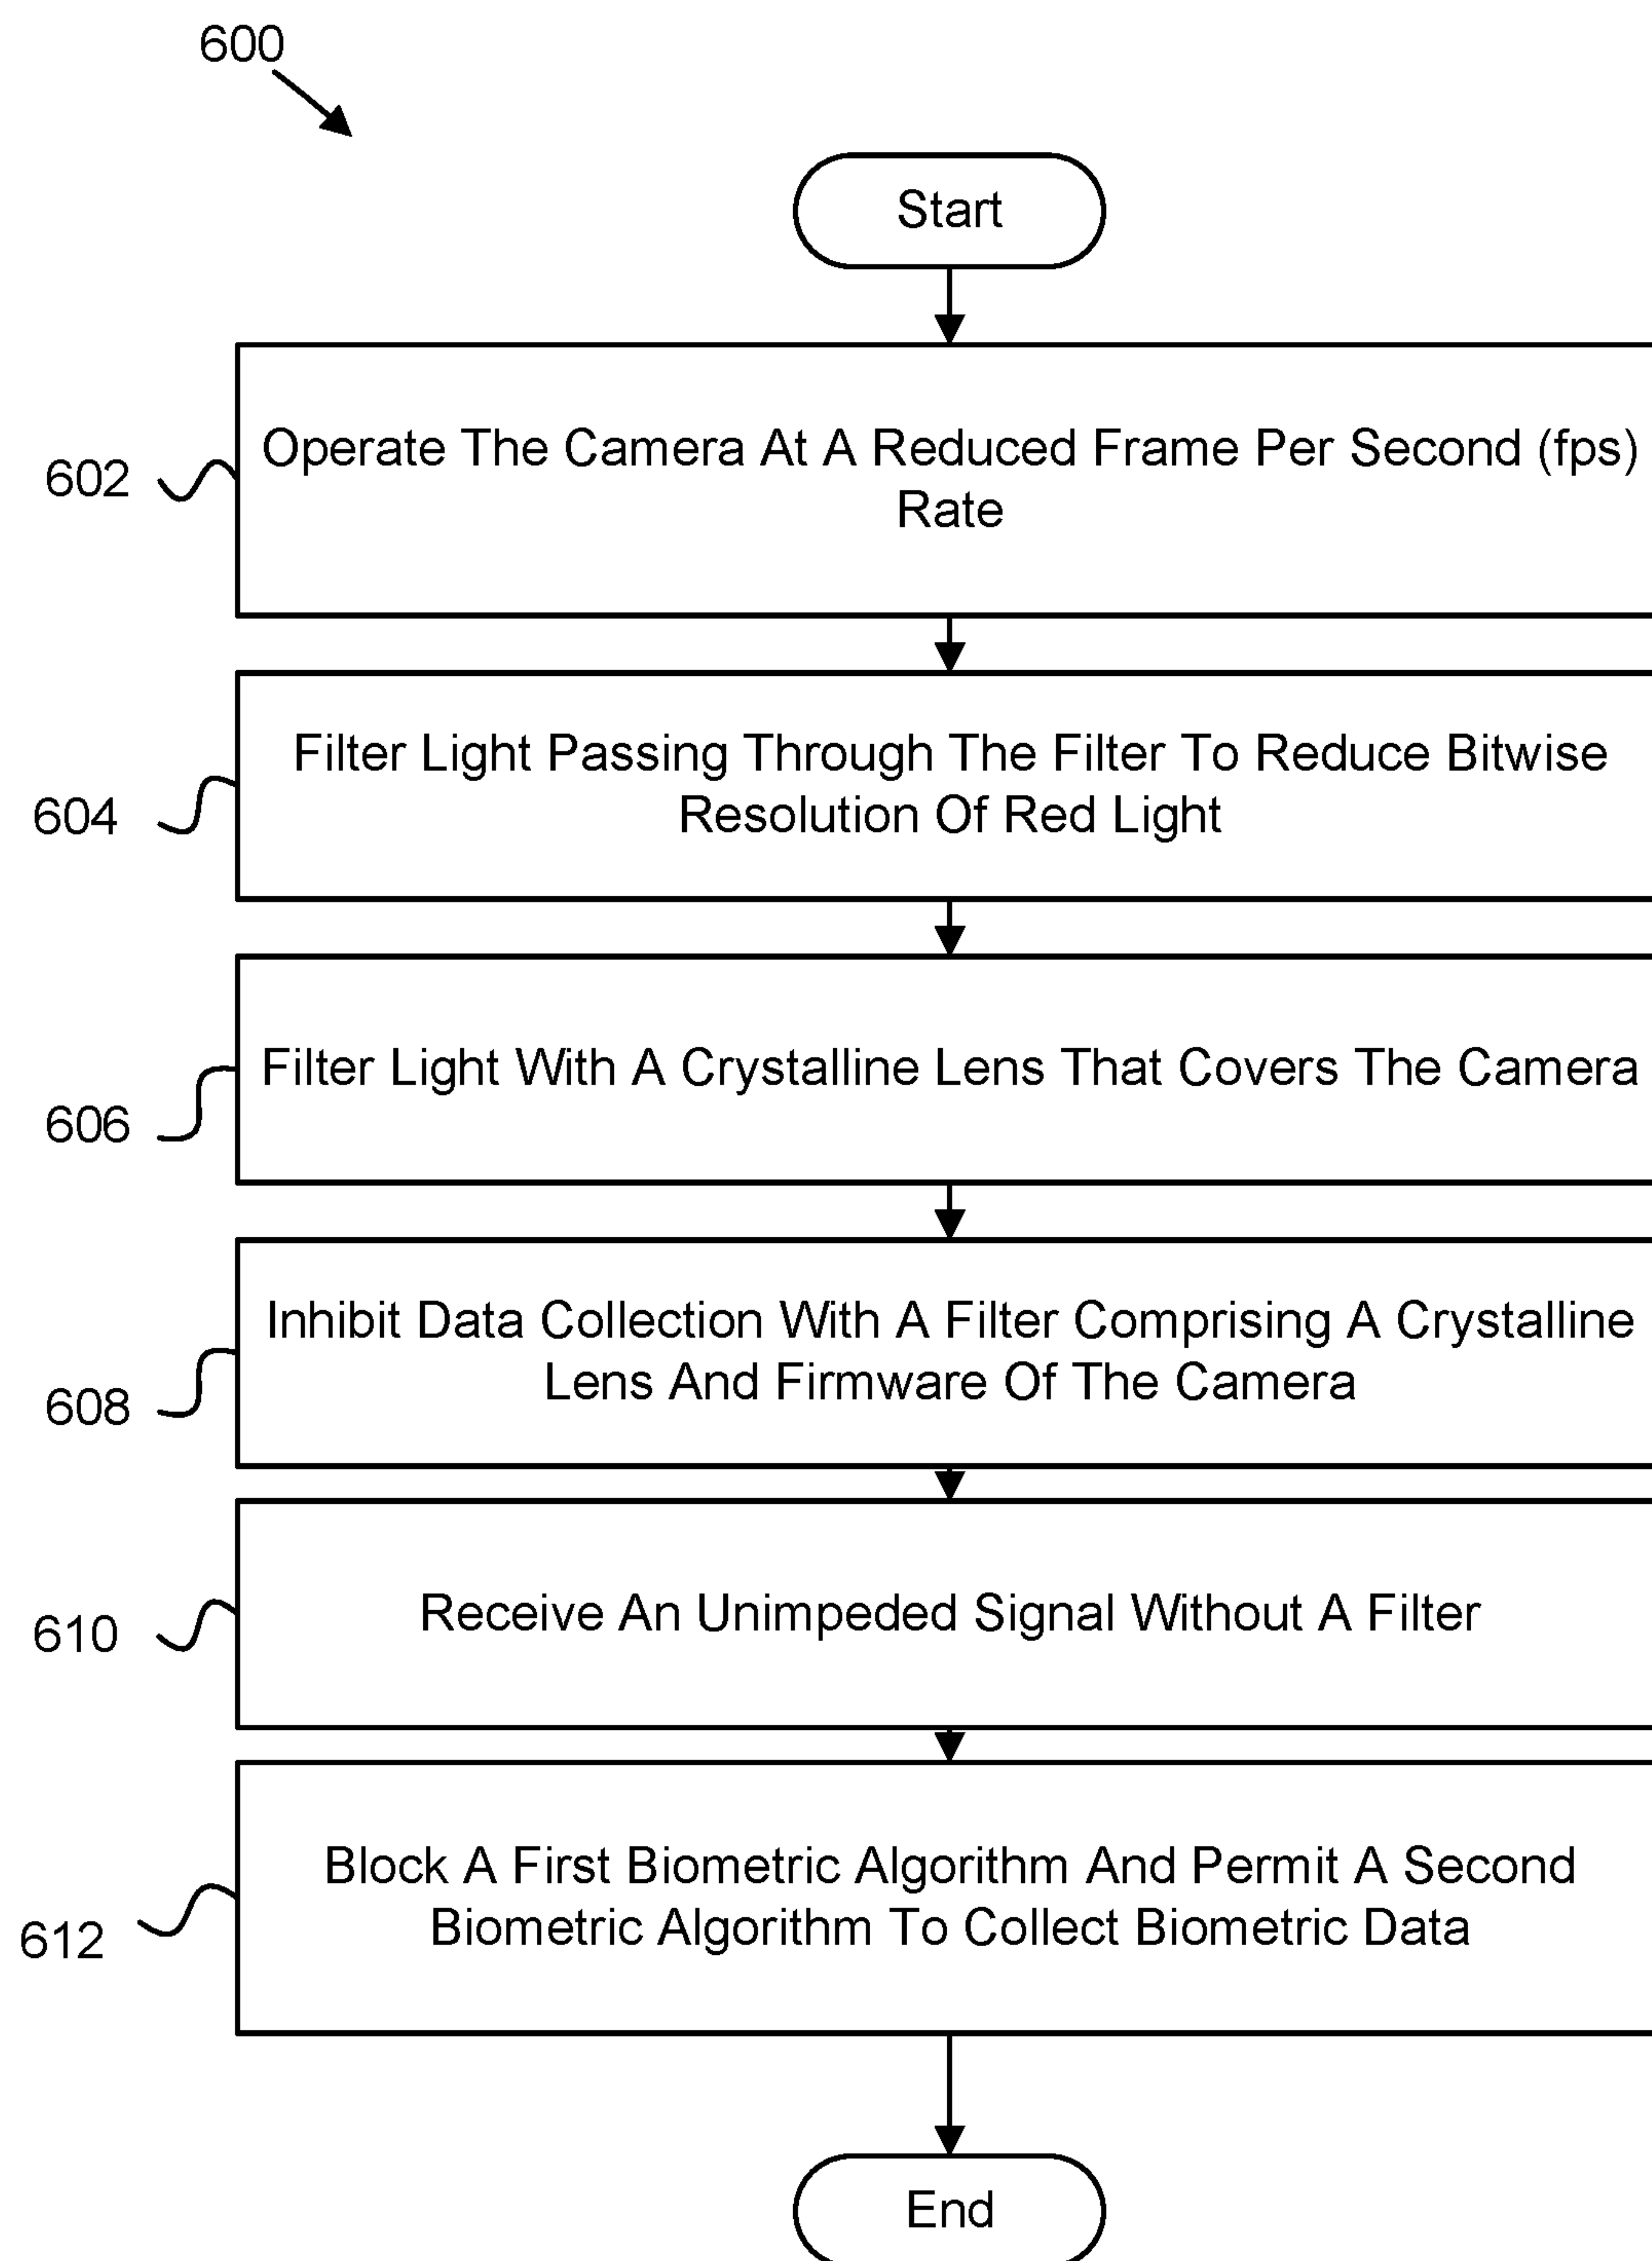 600
Start
602
Operate The Camera At A Reduced Frame Per Second (fps)
Rate
604
Filter Light Passing Through The Filter To Reduce Bitwise
Resolution Of Red Light
606
Filter Light With A Crystalline Lens That Covers The Camera
608
Inhibit Data Collection With A Filter Comprising A Crystalline
Lens And Firmware Of The Camera
610
Receive An Unimpeded Signal Without A Filter
612
Block A First Biometric Algorithm And Permit A Second
Biometric Algorithm To Collect Biometric Data
End